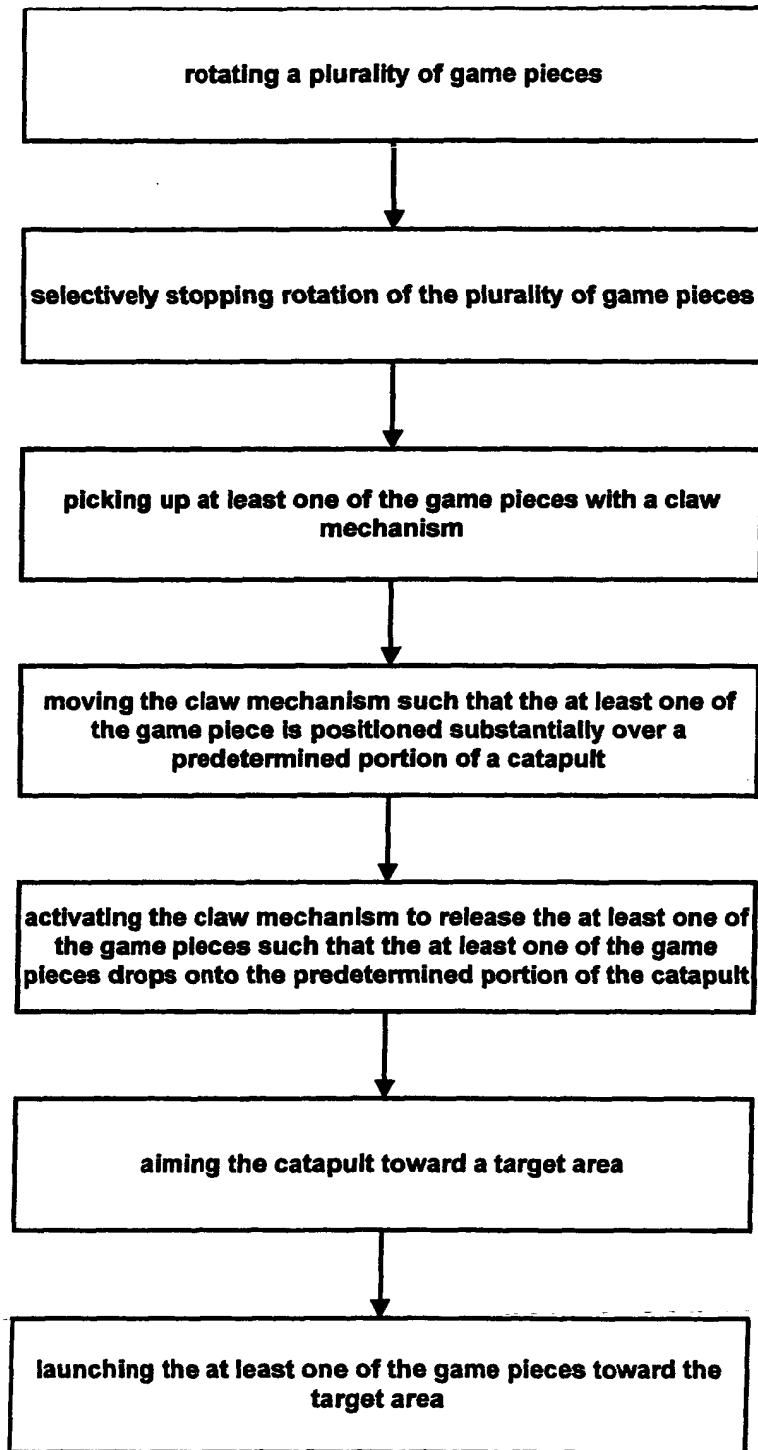 rotating a plurality of game pieces
selectively stopping rotation of the plurality of game pieces
picking up at least one of the game pieces with a claw
mechanism
moving the claw mechanism such that the at least one of
the game piece is positioned substantially over a
predetermined portion of a catapult
activating the claw mechanism to release the at least one of
the game pieces such that the at least one of the game
pieces drops onto the predetermined portion of the catapult
aiming the catapult toward a target area
launching the at least one of the game pieces toward the
target area